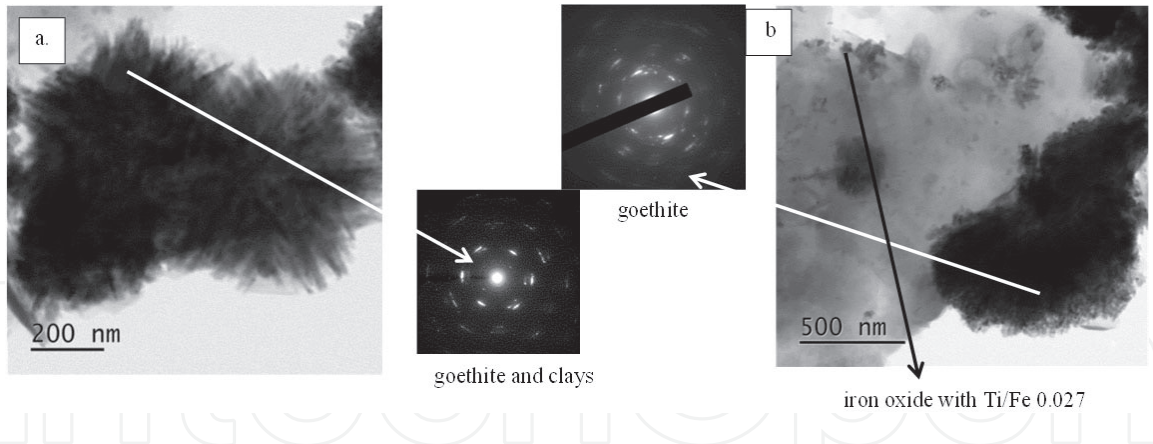 a.
b
goethite
200 nm
500 nm
goethite and clays
iron oxide with Ti/Fe 0.027